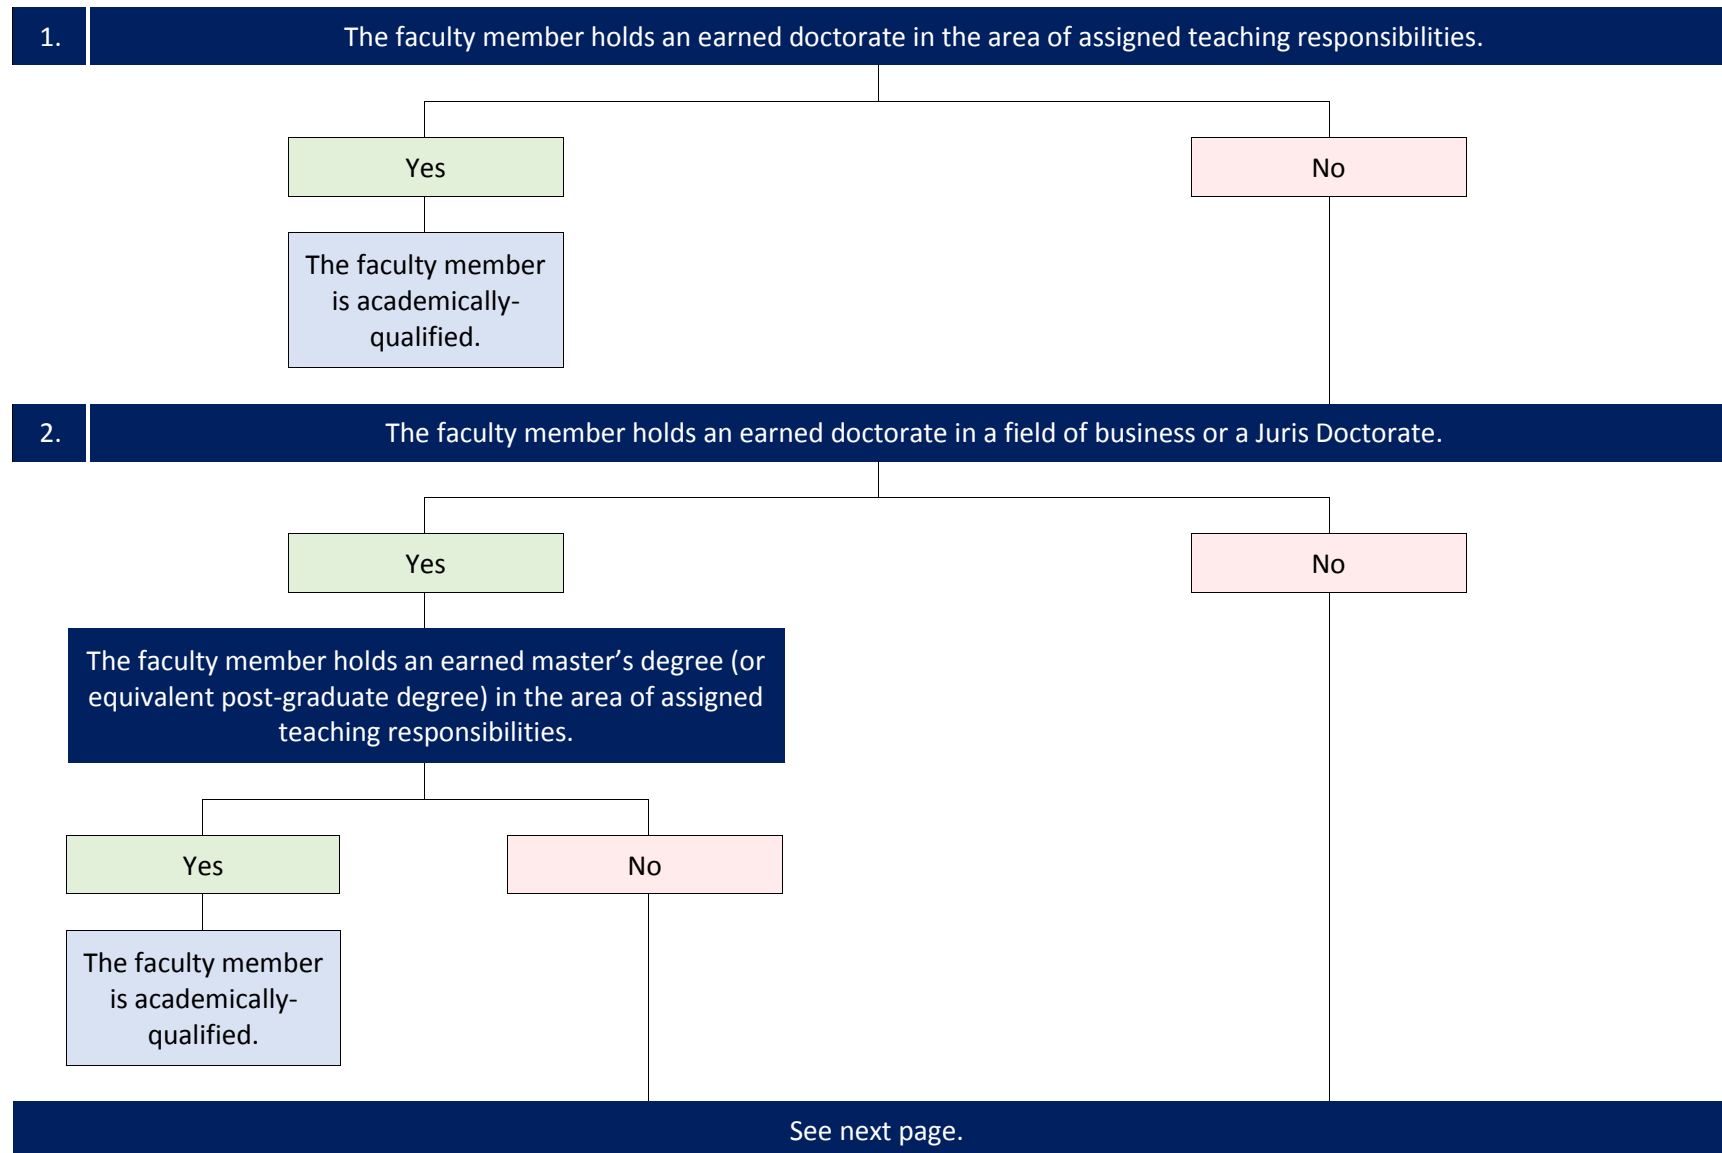 1.
The faculty member holds an earned doctorate in the area of assigned teaching responsibilities.
Yes
No
The faculty member
is academically-
qualified.
2.
The faculty member holds an earned doctorate in a field of business or a Juris Doctorate.
Yes
No
The faculty member holds an earned master’s degree (or
equivalent post-graduate degree) in the area of assigned
teaching responsibilities.
Yes
No
The faculty member
is academically-
qualified.
See next page.